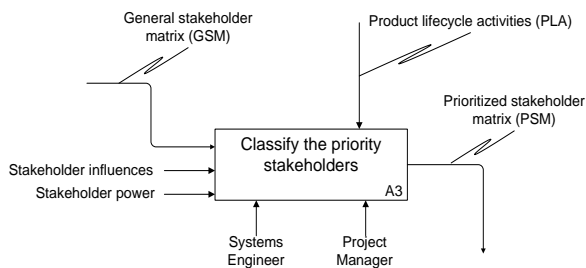 General stakeholder
matrix (GSM)
Product lifecycle activities (PLA)
Prioritized stakeholder
matrix (PSM)
Classify the priority
stakeholders
Stakeholder influences
Stakeholder power
A3
Systems
Engineer
Project
Manager